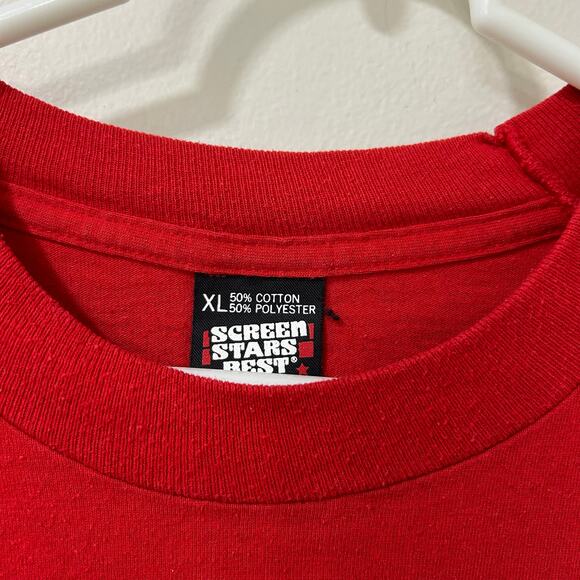 XL 50% COTTON
50% POLYESTER
SCREEN
STARS
BEST®